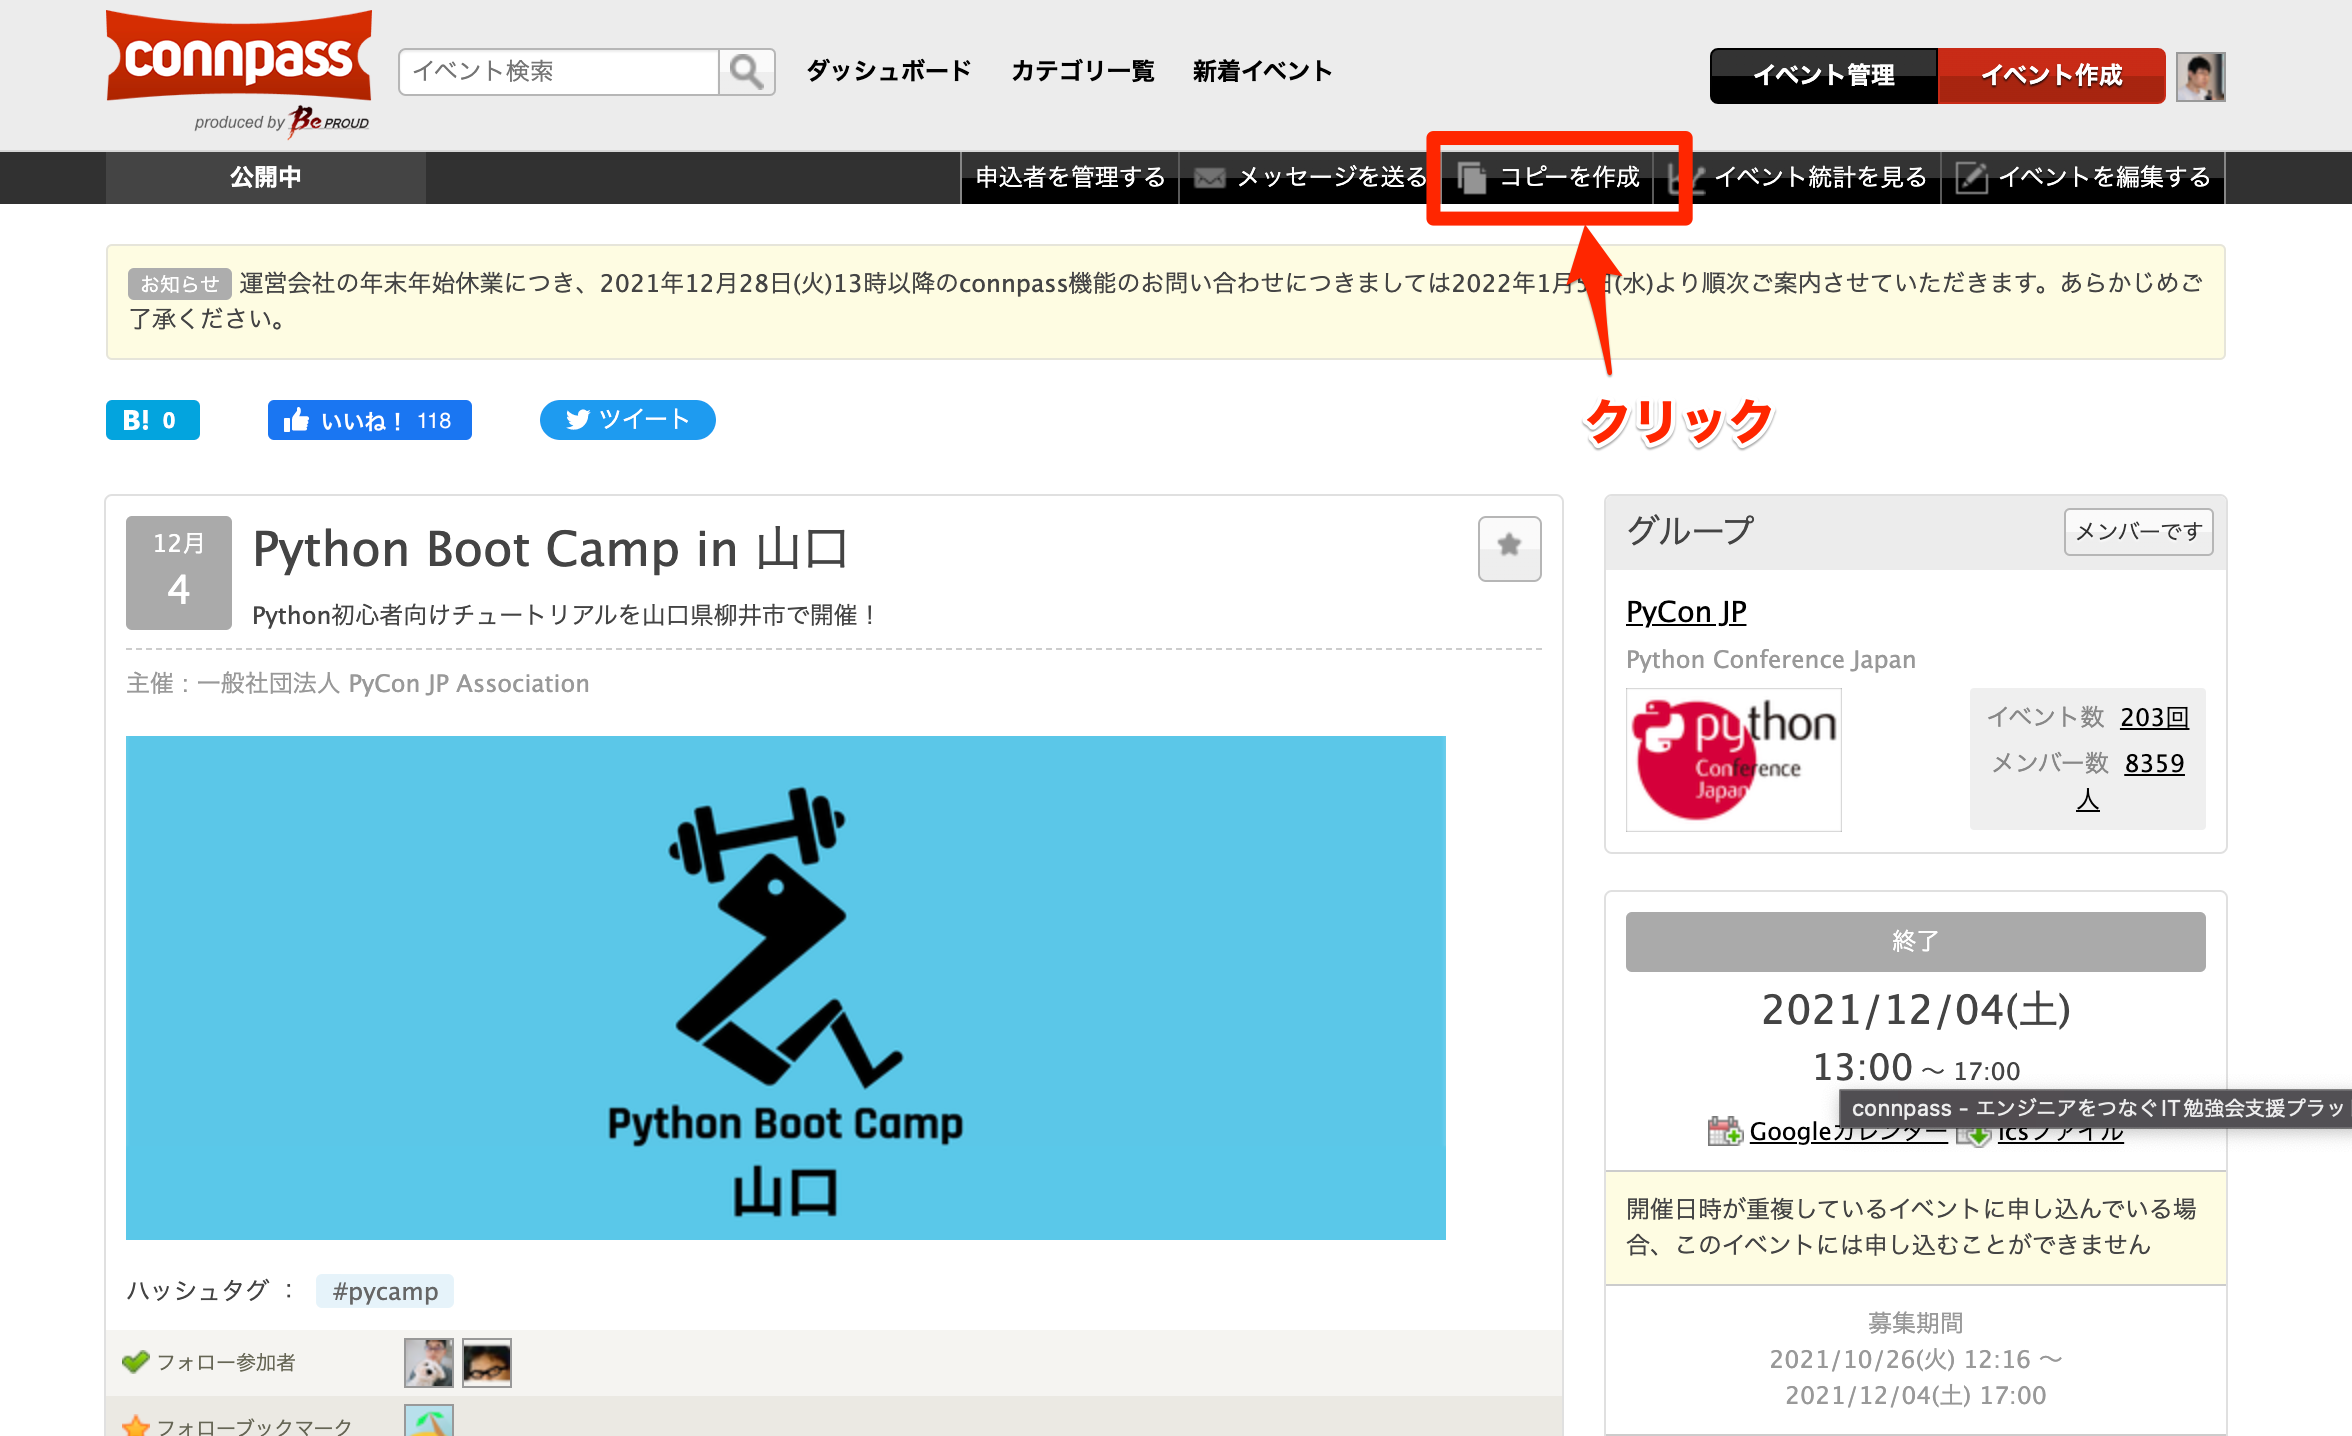 connpass
produced by Be PROUD
イベント検索
ダッシュボード
カテゴリ一覧
新着イベント
イベント管理
イベント作成
公開中
申込者を管理する
メッセージを送る
コピーを作成
イベント統計を見る
イベントを編集する
お知らせ 運営会社の年末年始休業につき、2021年12月28日(火)13時以降のconnpass機能のお問い合わせにつきましては2022年1月5日(水)より順次ご案内させていただきます。あらかじめご
了承ください。
B! 0
いいね！ 118
ツイート
クリック
12月
4
Python Boot Camp in 山口
Python初心者向けチュートリアルを山口県柳井市で開催！
主催 : 一般社団法人 PyCon JP Association
Python Boot Camp
山口
ハッシュタグ ： #pycamp
フォロー参加者
フォローブックマーク
グループ
メンバーです
PyCon JP
Python Conference Japan
python
Conference
Japan
イベント数 203回
メンバー数 8359
人
終了
2021/12/04(土)
13:00 〜 17:00
connpass - エンジニアをつなぐIT勉強会支援プラッ
Googleカレンダー icsファイル
開催日時が重複しているイベントに申し込んでいる場
合、このイベントには申し込むことができません
募集期間
2021/10/26(火) 12:16 〜
2021/12/04(土) 17:00